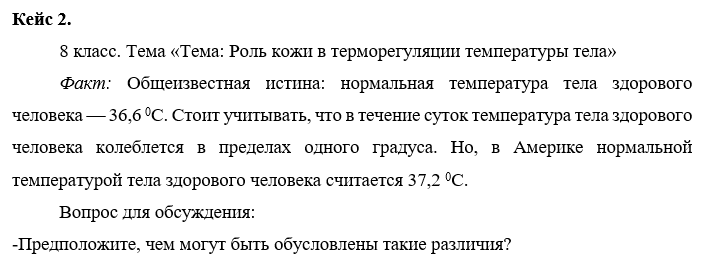 Кейс 2.
8 класс. Тема «Тема: Роль кожи в терморегуляции температуры тела»
Факт: Общеизвестная истина: нормальная температура тела здорового
человека — 36,6 ⁰С. Стоит учитывать, что в течение суток температура тела здорового
человека колеблется в пределах одного градуса. Но, в Америке нормальной
температурой тела здорового человека считается 37,2 ⁰С.
Вопрос для обсуждения:
-Предположите, чем могут быть обусловлены такие различия?